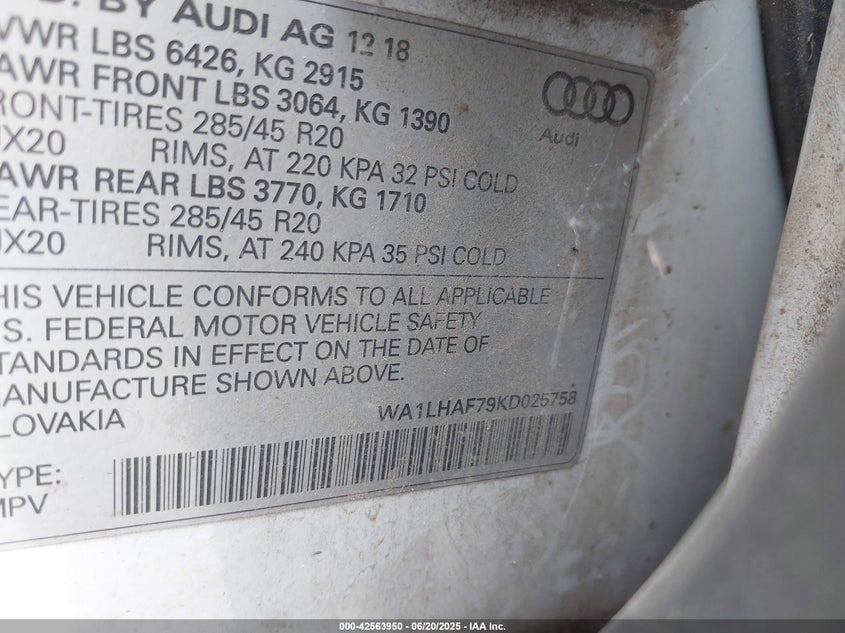 BY AUDI AG 12 18
VWR LBS 6426, KG 2915
AWR FRONT LBS 3064, KG 1390
RONT-TIRES 285/45 R20
JX20 RIMS, AT 220 KPA 32 PSI COLD
AWR REAR LBS 3770, KG 1710
EAR-TIRES 285/45 R20
JX20 RIMS, AT 240 KPA 35 PSI COLD
Audi
HIS VEHICLE CONFORMS TO ALL APPLICABLE
.S. FEDERAL MOTOR VEHICLE SAFETY
TANDARDS IN EFFECT ON THE DATE OF
ANUFACTURE SHOWN ABOVE.
LOVAKIA WA1LHAF79KD025758
YPE:
MPV
000-42563950 - 06/20/2025 - IAA Inc.